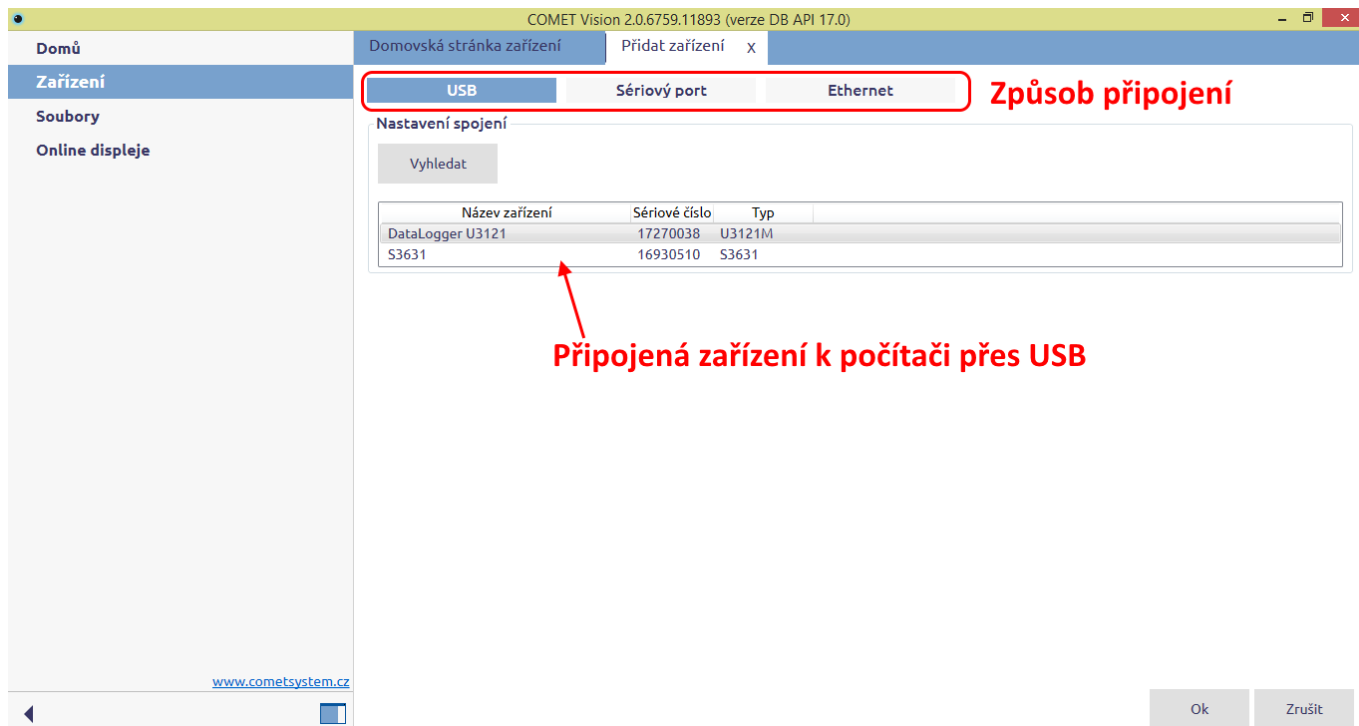 COMET Vision 2.0.6759.11893 (verze DB API 17.0)
Domů
Zařízení
Soubory
Online displeje
www.cometsystem.cz
Domovská stránka zařízení Přidat zařízení x
USB Sériový port Ethernet
Způsob připojení
Nastavení spojení
Vyhledat
Název zařízení Sériové číslo Typ
DataLogger U3121 17270038 U3121M
S3631 16930510 S3631
Připojená zařízení k počítači přes USB
Ok Zrušit